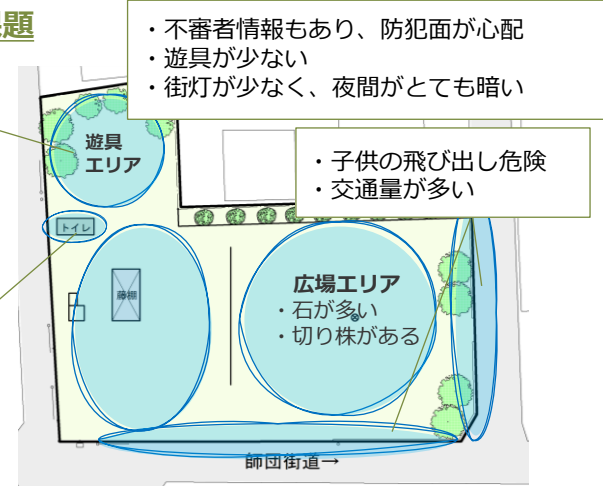 題
・不審者情報もあり、防犯面が心配
・遊具が少ない
・街灯が少なく、夜間がとても暗い
・子供の飛び出し危険
・交通量が多い
遊具
エリア
トイレ
藤棚
広場エリア
・石が多い
・切り株がある
師団街道→